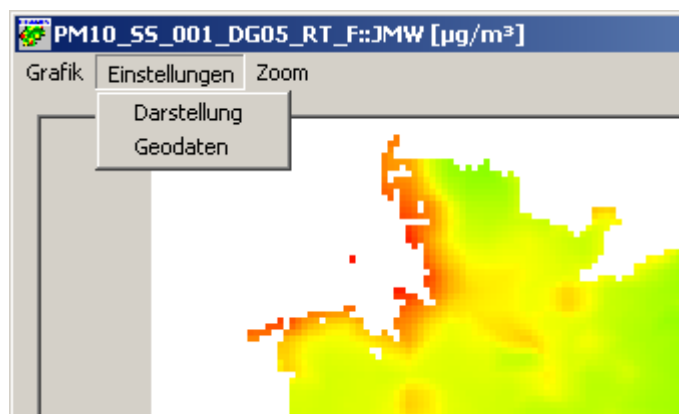 PM10_SS_001_DG05_RT_F::JMW [µg/m³]
Grafik Einstellungen Zoom
Darstellung
Geodaten